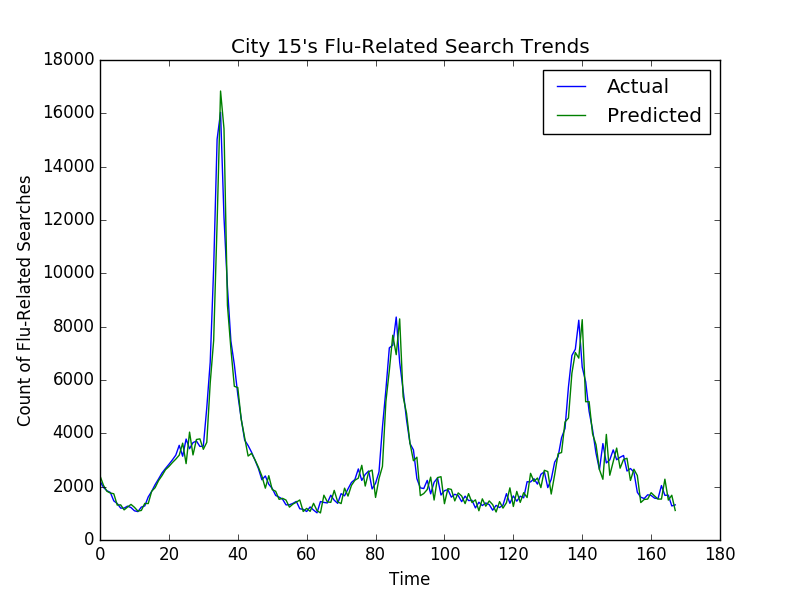 City 15's Flu-Related Search Trends
Actual
Predicted
Count of Flu-Related Searches
18000
16000
14000
12000
10000
8000
6000
4000
2000
0
0 20 40 60 80 100 120 140 160 180
Time